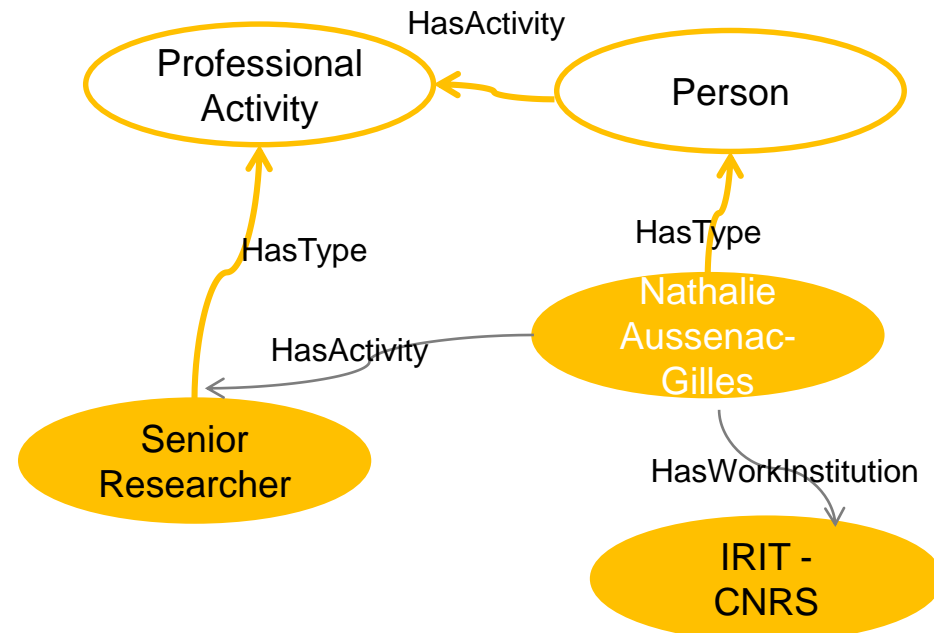 HasActivity
Professional
Activity
Person
HasType
HasType
Nathalie
Aussenac-
Gilles
HasActivity
Senior
Researcher
HasWorkInstitution
IRIT -
CNRS